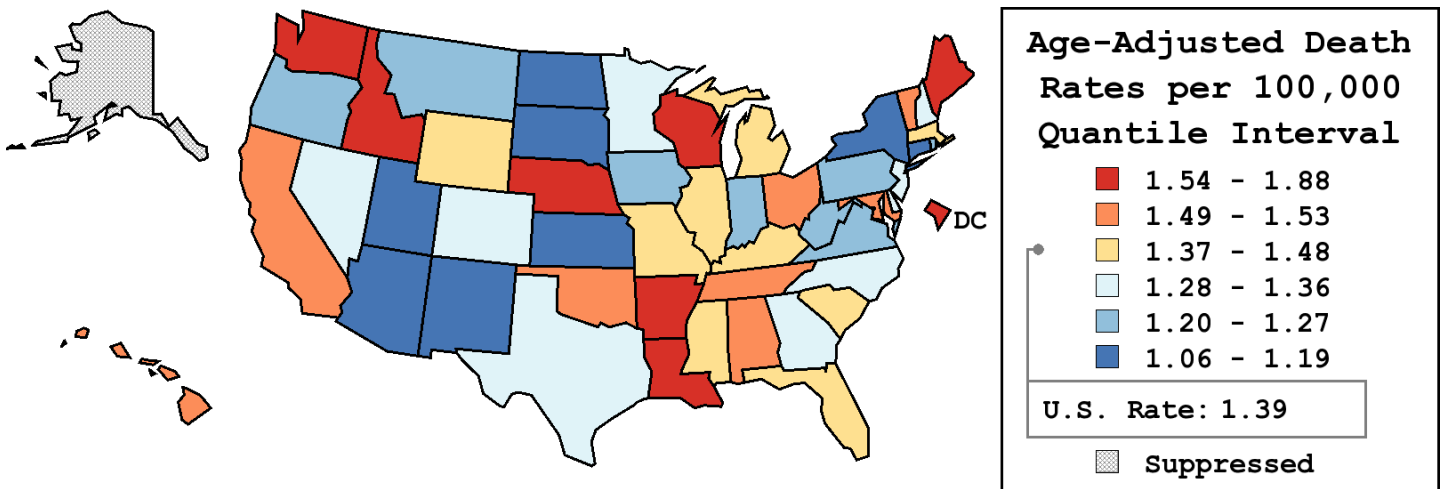 Age-Adjusted Death
Rates per 100,000
Quantile Interval
1.54 - 1.88
1.49 - 1.53
1.37 - 1.48
1.28 - 1.36
1.20 - 1.27
1.06 - 1.19
U.S. Rate: 1.39
Suppressed
DC